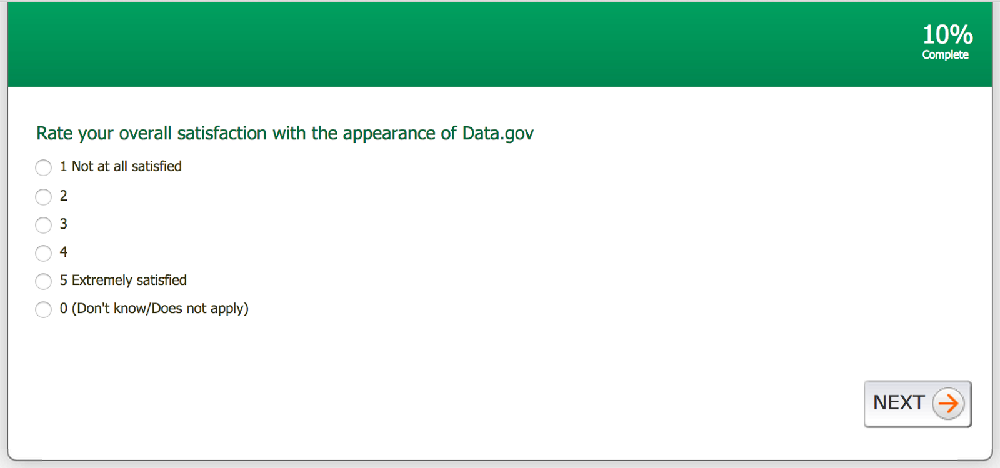 10%
Complete
Rate your overall satisfaction with the appearance of Data.gov
1 Not at all satisfied
2
3
4
5 Extremely satisfied
0 (Don't know/Does not apply)
NEXT